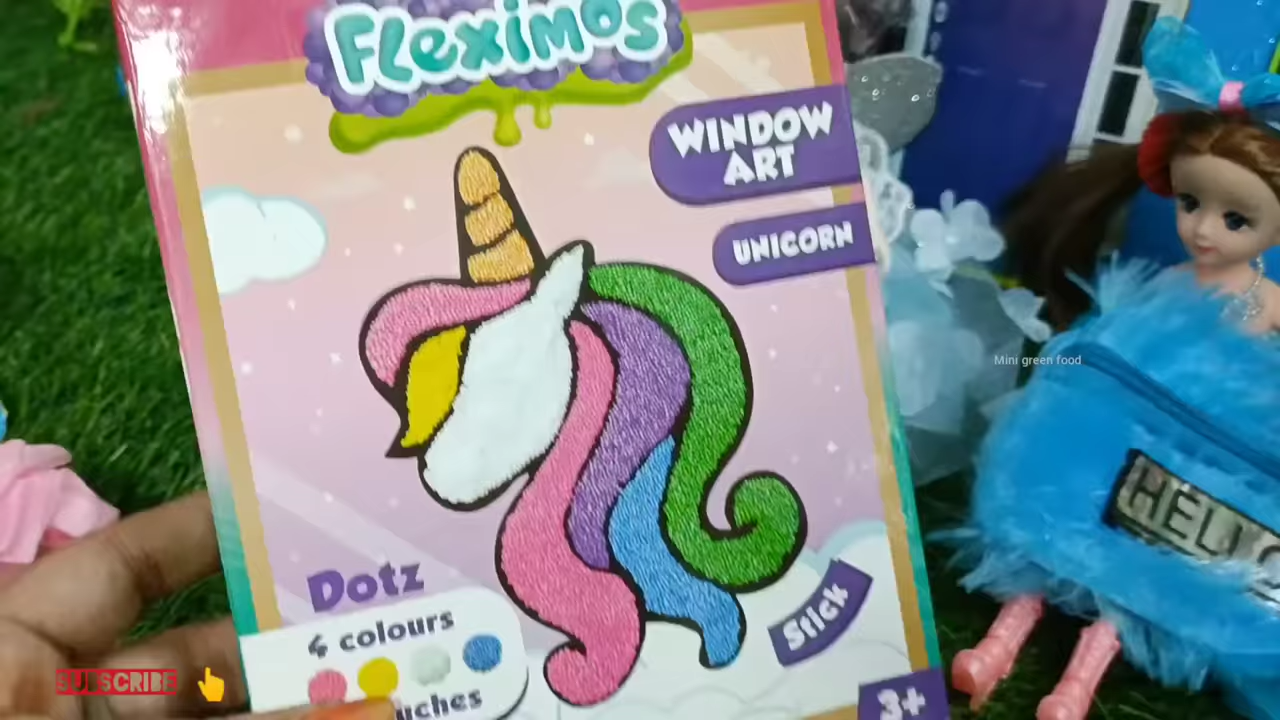 Fleximos
WINDOW
ART
UNICORN
Mini green food
Dotz
4 colours
Stick
SUBSCRIBE
3+